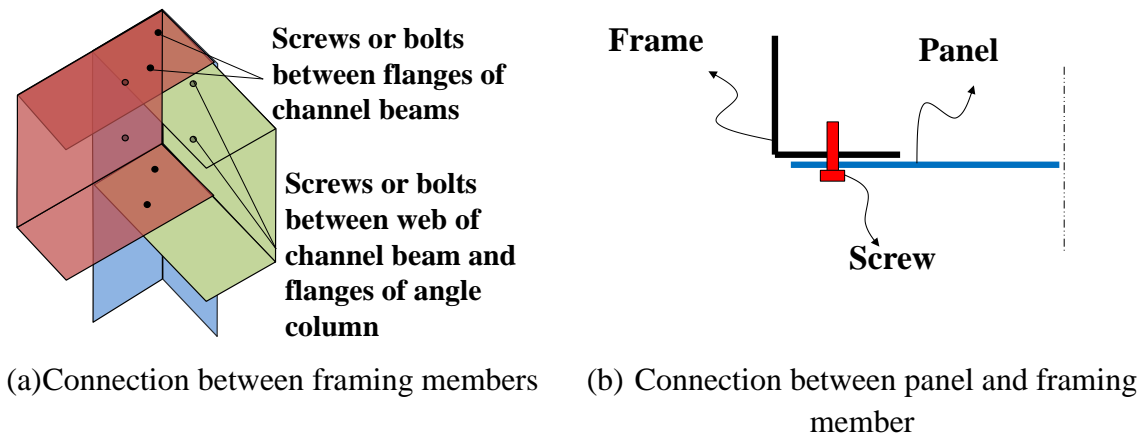 Screws or bolts
between flanges of
channel beams
Screws or bolts
between web of
channel beam and
flanges of angle
column
(a)Connection between framing members
Frame
Panel
Screw
(b) Connection between panel and framing
member